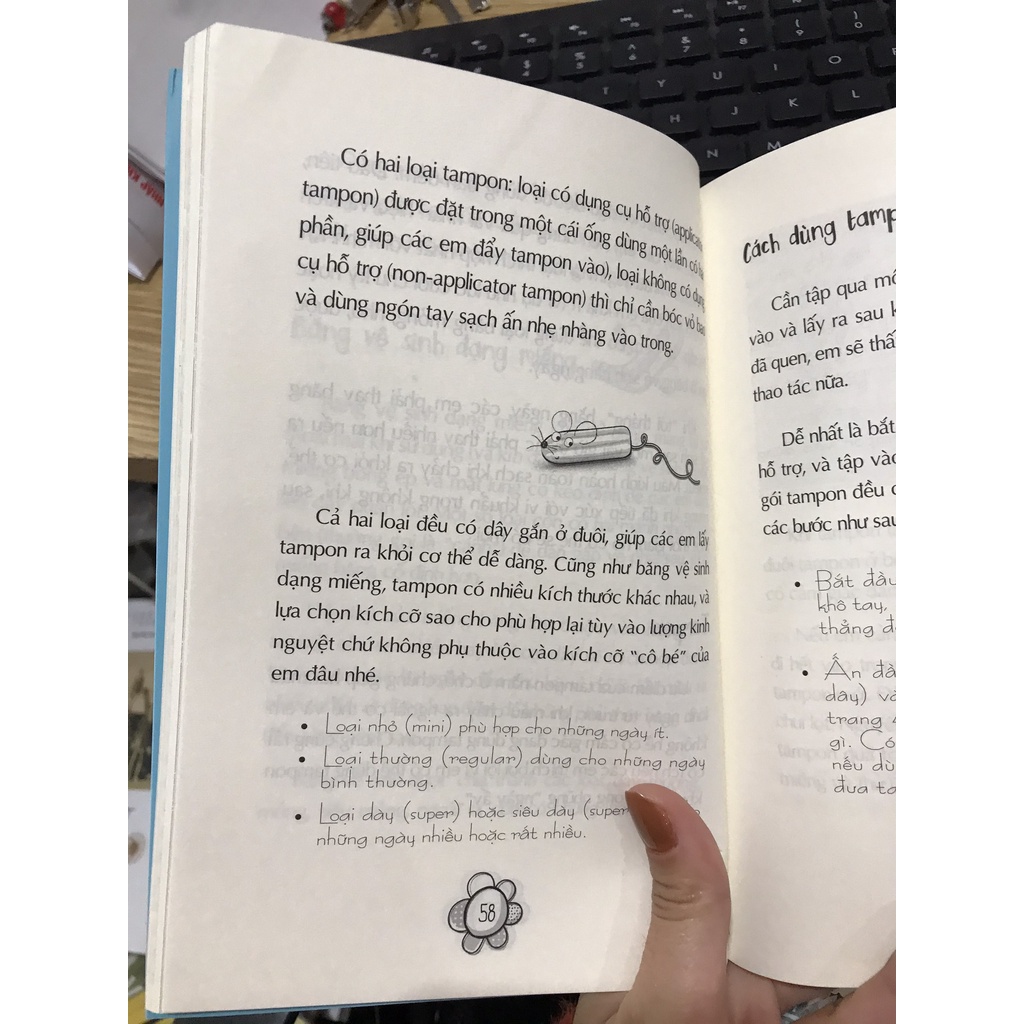 Có hai loại tampon: loại có dụng cụ hỗ trợ (applicator
tampon) được đặt trong một cái ống dùng một lần có hai
phần, giúp các em đẩy tampon vào), loại không có dụng
cụ hỗ trợ (non-applicator tampon) thì chỉ cần bóc vỏ bao
và dùng ngón tay sạch ấn nhẹ nhàng vào trong.
Cả hai loại đều có dây gắn ở đuôi, giúp các em lấy
tampon ra khỏi cơ thể dễ dàng. Cũng như băng vệ sinh
dạng miếng, tampon có nhiều kích thước khác nhau, và
lựa chọn kích cỡ sao cho phù hợp lại tùy vào lượng kinh
nguyệt chứ không phụ thuộc vào kích cỡ "cô bé" của
em đâu nhé.
• Loại nhỏ (mini) phù hợp cho những ngày ít.
• Loại thường (regular) dùng cho những ngày
bình thường.
• Loại dày (super) hoặc siêu dày (super
những ngày nhiều hoặc rất nhiều.
58
Cách dùng tamp
Cần tập qua
vào và lấy ra sau
đã quen, em sẽ
thao tác nữa.
Dễ nhất là bắt
hỗ trợ, và tập
gói tampon đều
các bước như sau
• Bắt đầu
khô tay,
thẳng
• Ấn
dây)
trang
gì. Có
nếu
đưa